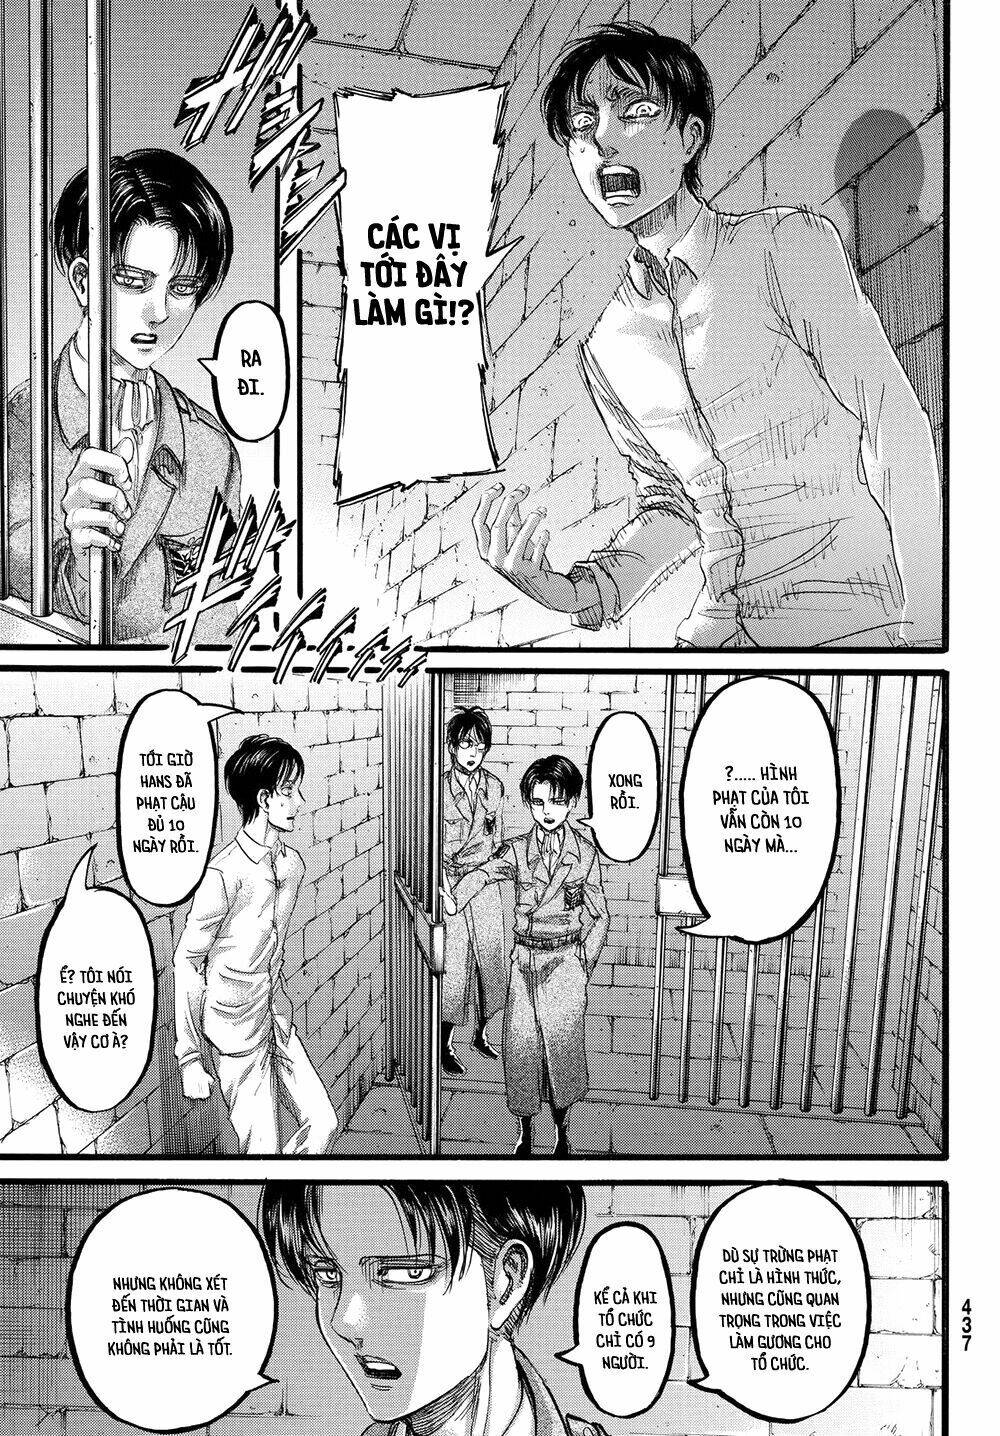 CÁC VỊ
TỚI ĐÂY
LÀM GÌ!?
RA
ĐI.
?..... HÌNH
PHẠT CỦA TÔI
VẪN CÒN 10
NGÀY MÀ...
XONG
RỒI.
TỚI GIỜ
HANS ĐÃ
PHẠT CẬU
ĐỦ 10
NGÀY RỒI.
Ể? TÔI NÓI
CHUYỆN KHÓ
NGHE ĐẾN
VẬY CƠ À?
DÙ SỰ TRỪNG PHẠT
CHỈ LÀ HÌNH THỨC,
NHƯNG CŨNG QUAN
TRỌNG TRONG VIỆC
LÀM GƯƠNG CHO
TỔ CHỨC.
KỂ CẢ KHI
TỔ CHỨC
CHỈ CÓ 9
NGƯỜI.
NHƯNG KHÔNG XÉT
ĐẾN THỜI GIAN VÀ
TÌNH HUỐNG CŨNG
KHÔNG PHẢI LÀ TỐT.
437